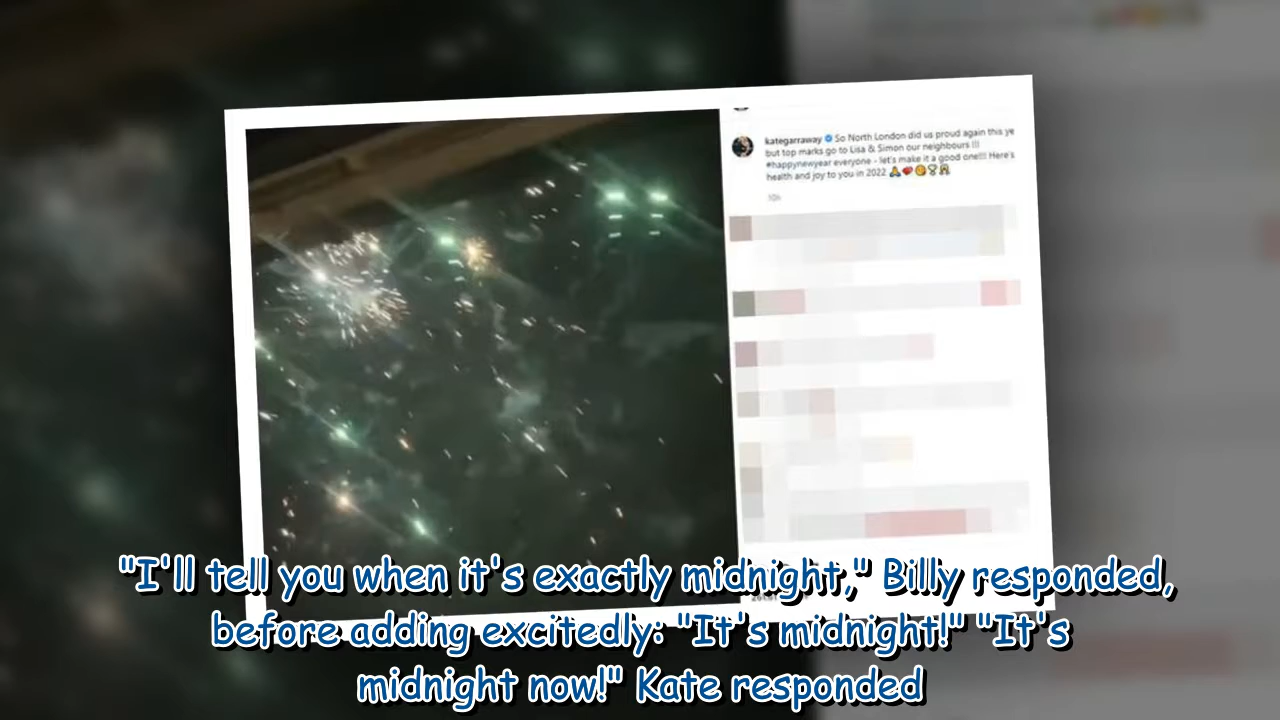 kategarraway So North London did us proud again this ye
but top marks go to Lisa & Simon our neighbours !!!
#happynewyear everyone - let's make it a good one!!! Here's
health and joy to you in 2022
10h
"I'll tell you when it's exactly midnight," Billy responded,
before adding excitedly: "It's midnight!" "It's
midnight now!" Kate responded